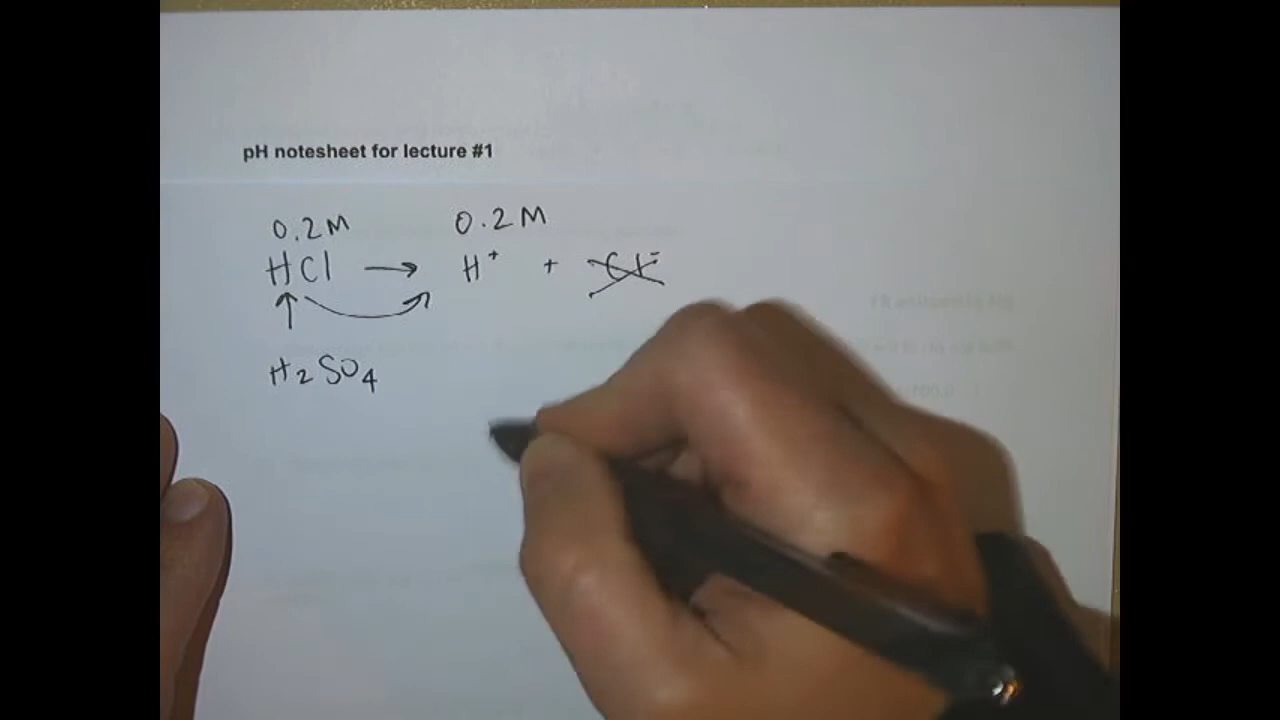 pH notesheet for lecture #1
0.2M 0.2M
HCl → H⁺ + Cl⁻
H₂SO₄